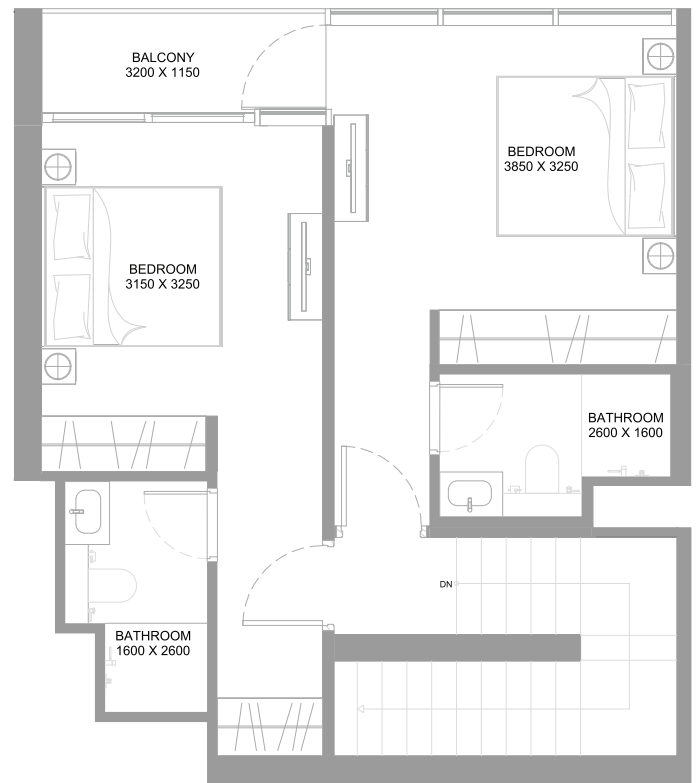 BALCONY
3200 X 1150
BEDROOM
3850 X 3250
BEDROOM
3150 X 3250
BATHROOM
2600 X 1600
DN
BATHROOM
1600 X 2600